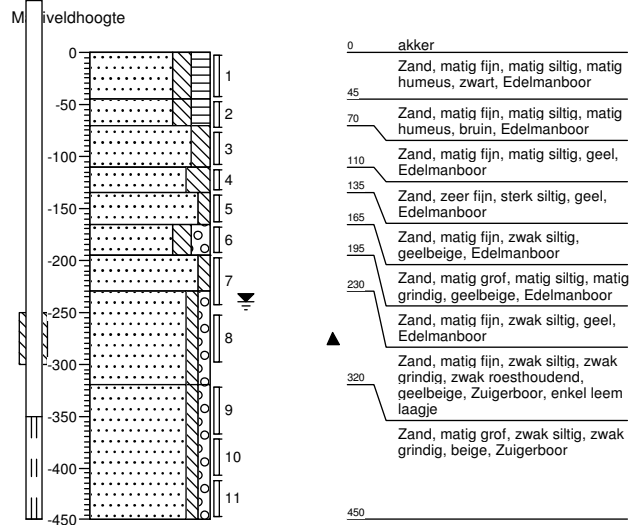 Maaiveldhoogte
0
-50
-100
-150
-200
-250
-300
-350
-400
-450
1
2
3
4
5
6
7
8
9
10
11
0 akker
Zand, matig fijn, matig siltig, matig
humeus, zwart, Edelmanboor
45
Zand, matig fijn, matig siltig, matig
humeus, bruin, Edelmanboor
70
Zand, matig fijn, matig siltig, geel,
Edelmanboor
110
Zand, zeer fijn, sterk siltig, geel,
Edelmanboor
135
Zand, matig fijn, zwak siltig,
geelbeige, Edelmanboor
165
Zand, matig grof, matig siltig, matig
grindig, geelbeige, Edelmanboor
195
Zand, matig fijn, zwak siltig, geel,
Edelmanboor
230
Zand, matig fijn, zwak siltig, zwak
grindig, zwak roesthoudend,
geelbeige, Zuigerboor, enkel leem
laagje
320
Zand, matig grof, zwak siltig, zwak
grindig, beige, Zuigerboor
450